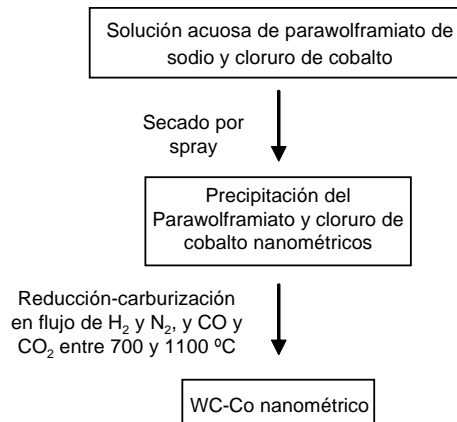 Solución acuosa de parawolframiato de
sodio y cloruro de cobalto
Secado por
spray
Precipitación del
Parawolframiato y cloruro de
cobalto nanométricos
Reducción-carburización
en flujo de H₂ y N₂, y CO y
CO₂ entre 700 y 1100 ºC
WC-Co nanométrico